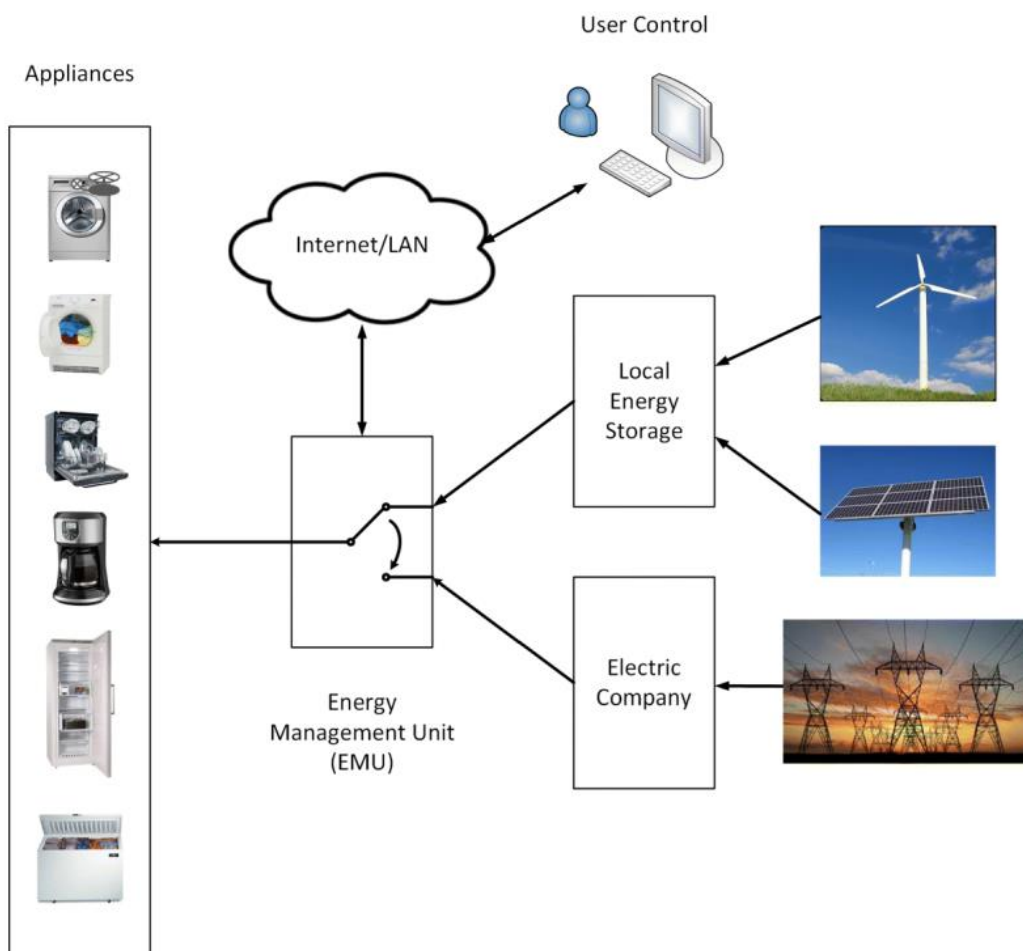 User Control
Appliances
Internet/LAN
Local
Energy
Storage
Electric
Company
Energy
Management Unit
(EMU)